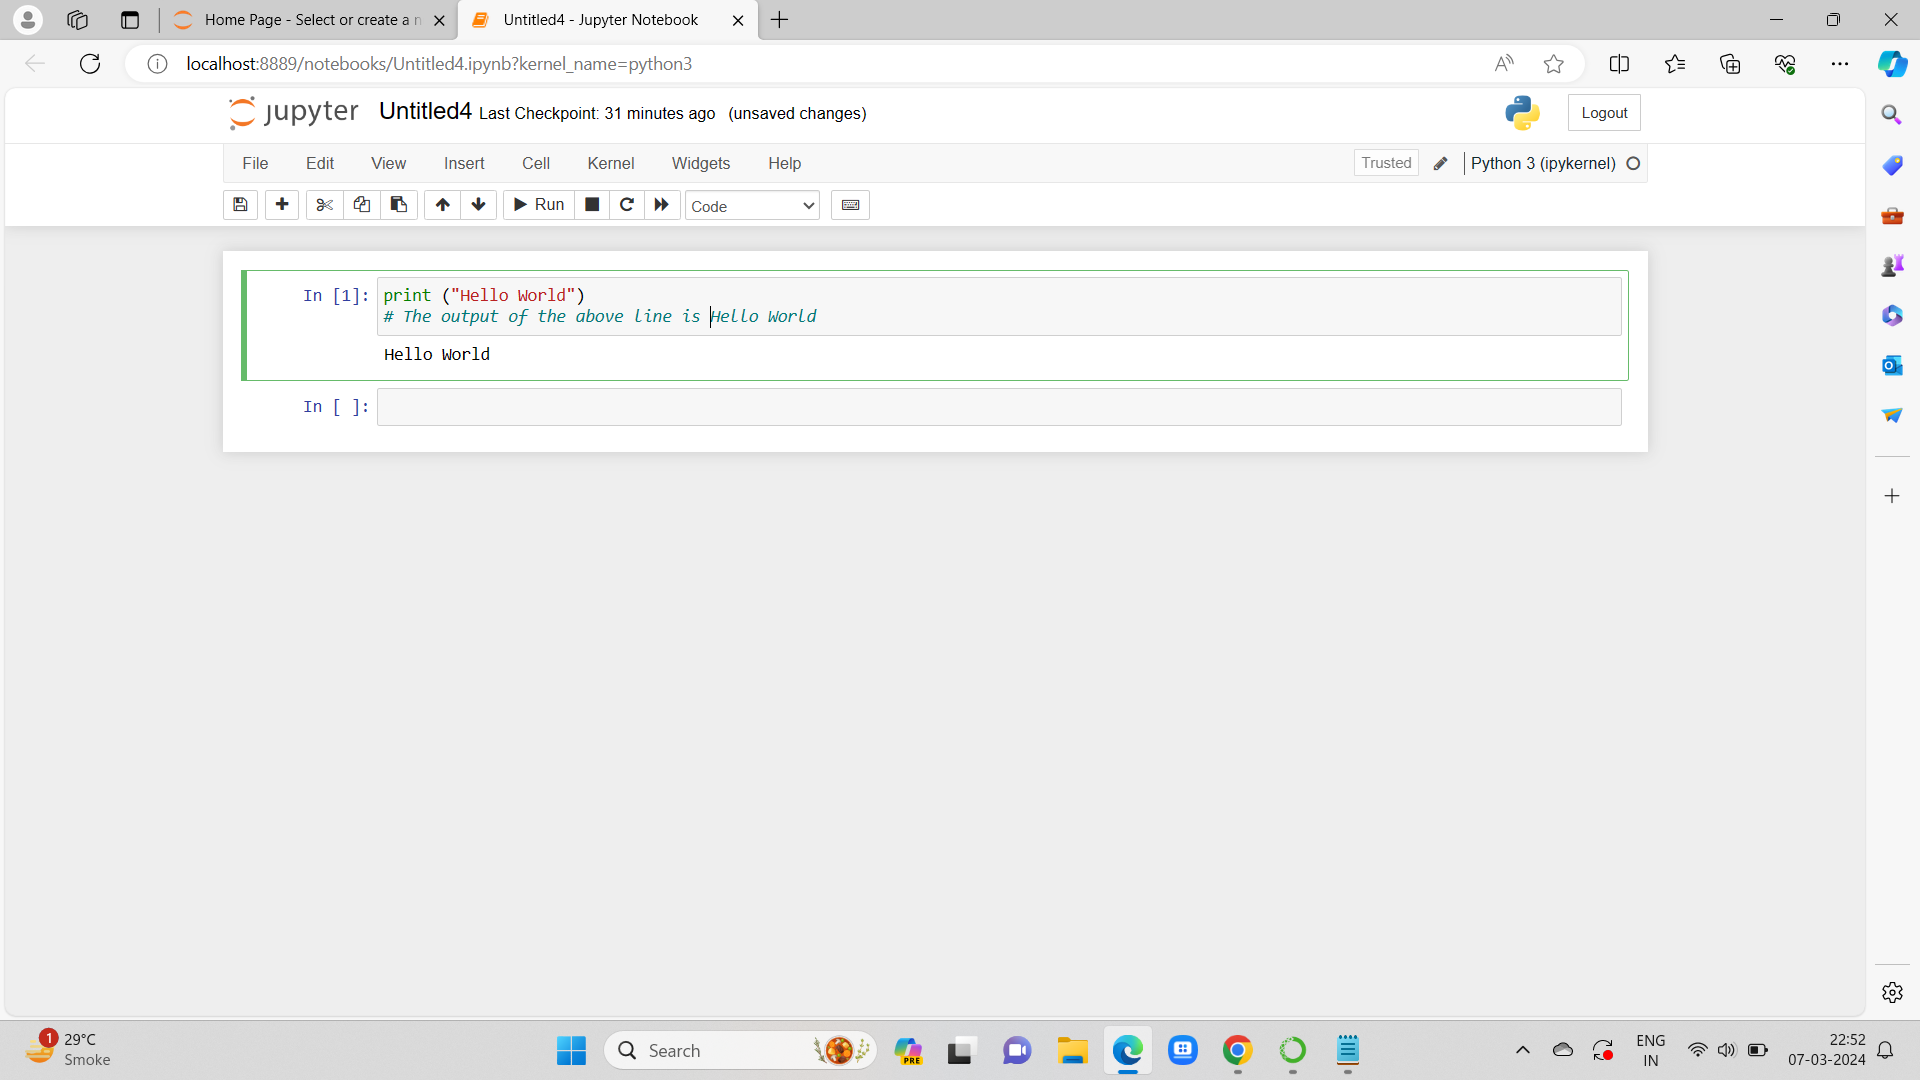 Home Page - Select or create a n
Untitled4 - Jupyter Notebook
localhost:8889/notebooks/Untitled4.ipynb?kernel_name=python3
jupyter Untitled4 Last Checkpoint: 31 minutes ago (unsaved changes)
Logout
File Edit View Insert Cell Kernel Widgets Help
Trusted
Python 3 (ipykernel)
Run
Code
In [1]: print ("Hello World")
# The output of the above line is Hello World
Hello World
In [ ]:
1
29°C
Smoke
Search
PRE
ENG
IN
22:52
07-03-2024